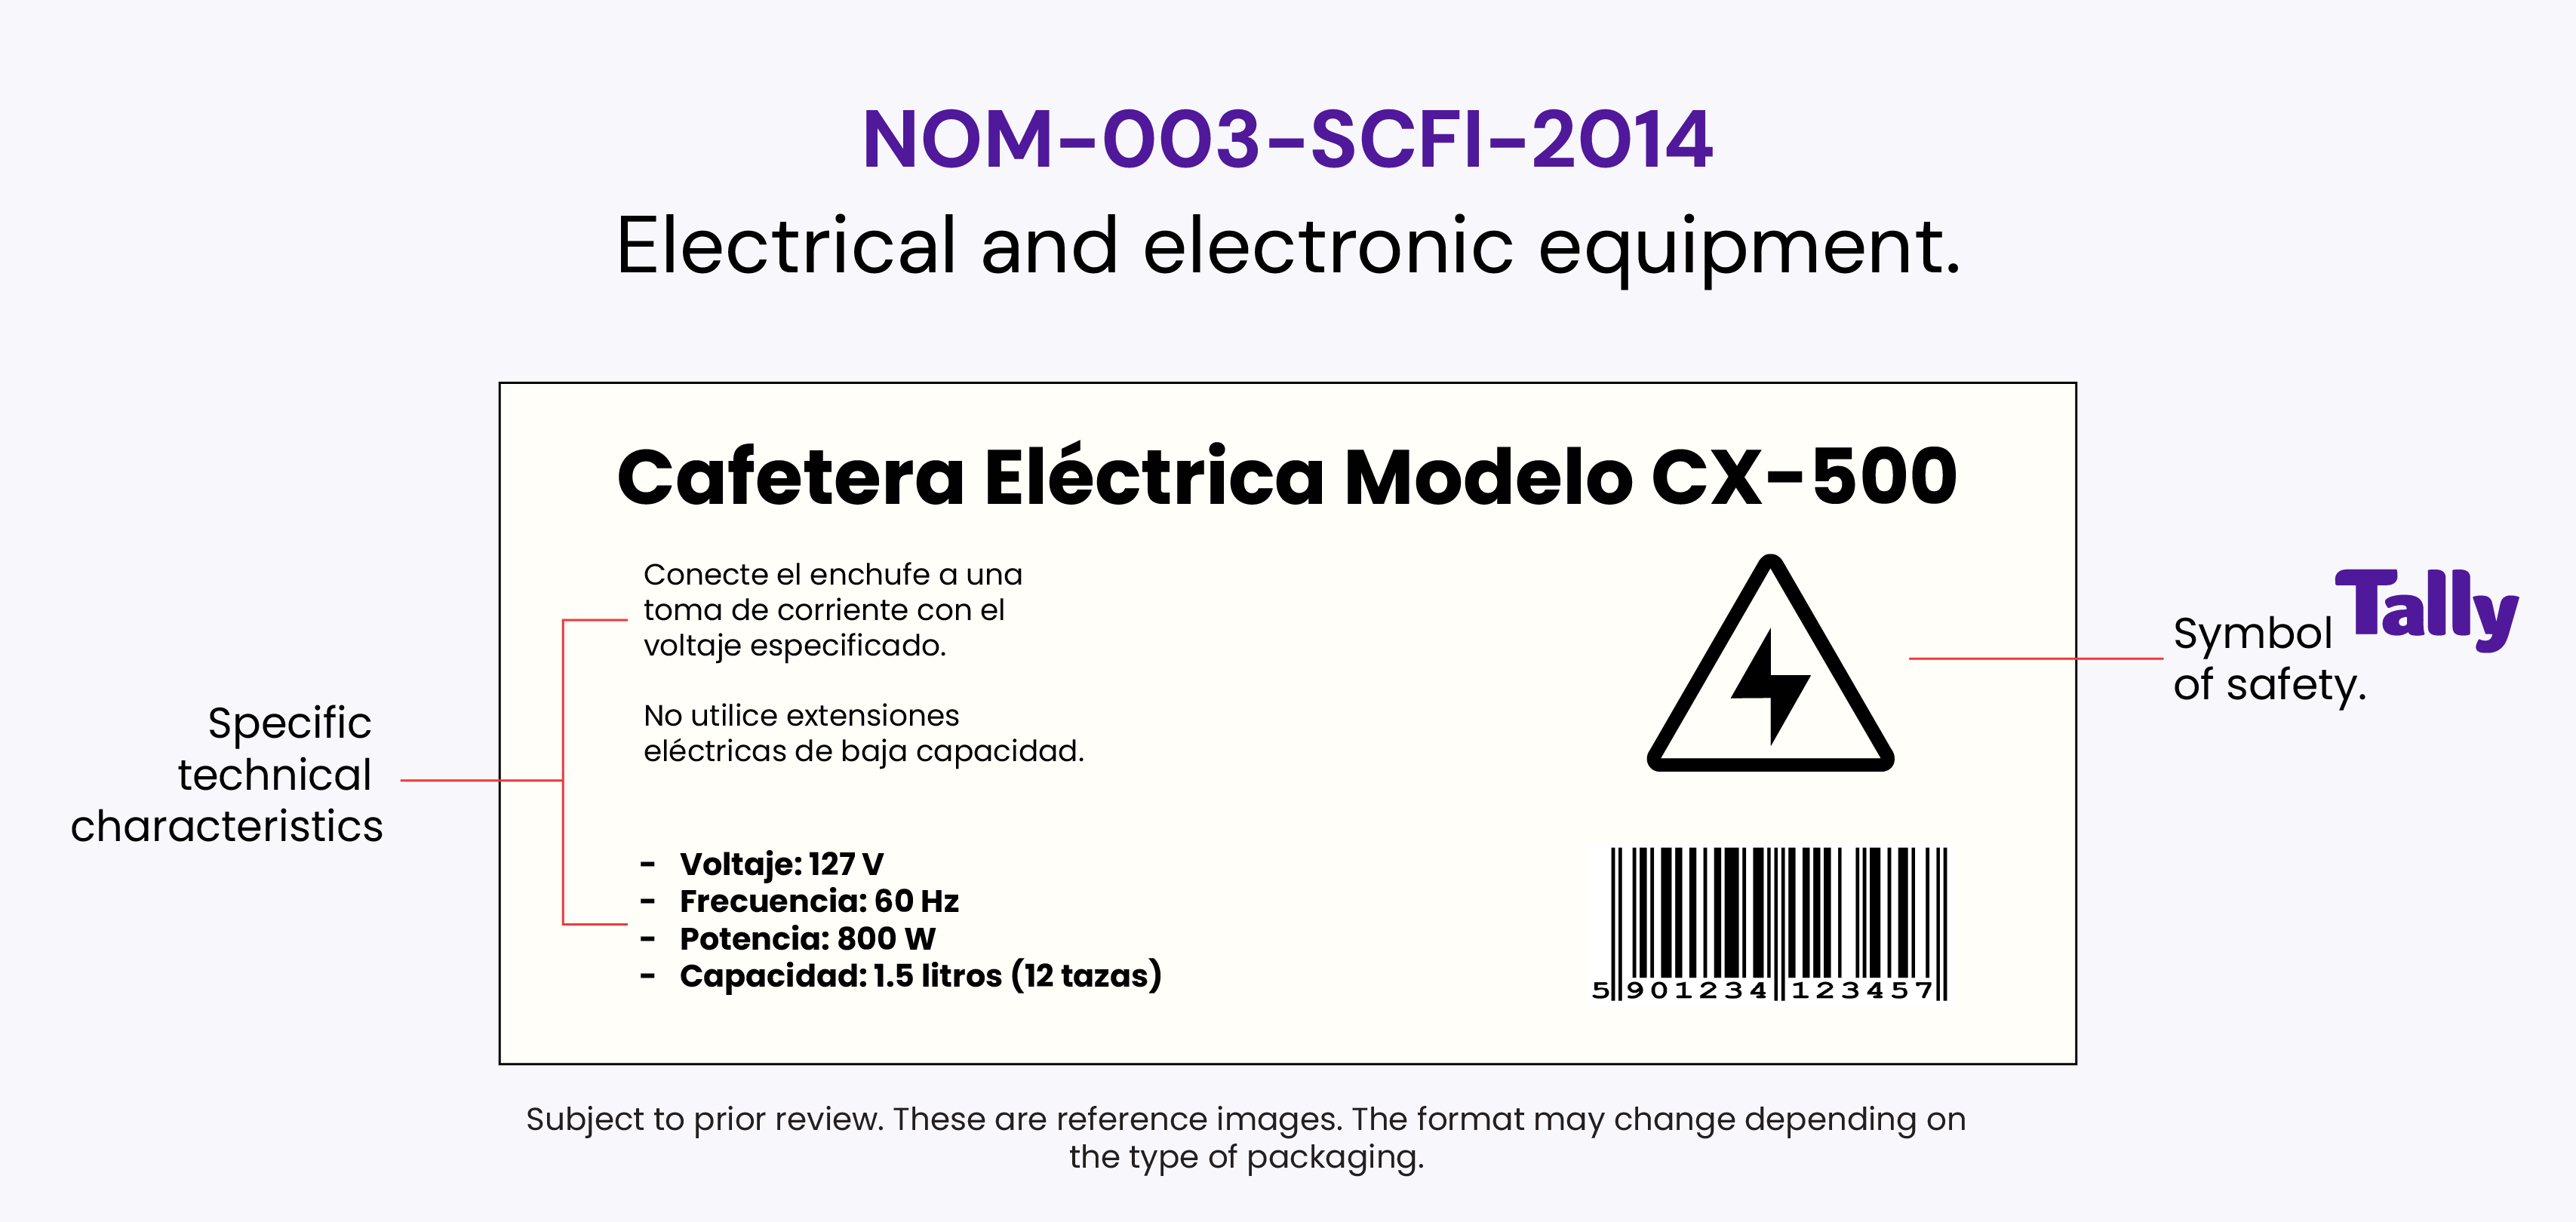 NOM-003-SCFI-2014
Electrical and electronic equipment.
Cafetera Eléctrica Modelo CX-500
Conecte el enchufe a una
toma de corriente con el
voltaje especificado.
No utilice extensiones
eléctricas de baja capacidad.
- Voltaje: 127 V
- Frecuencia: 60 Hz
- Potencia: 800 W
- Capacidad: 1.5 litros (12 tazas)
Specific
technical
characteristics
Symbol
of safety.
Tally
5 901234 123457
Subject to prior review. These are reference images. The format may change depending on
the type of packaging.